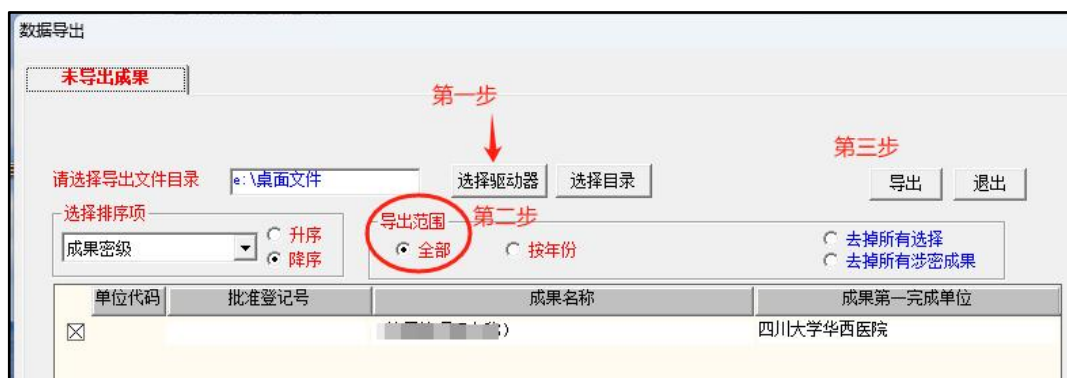 数据导出
未导出成果
第一步
第三步
请选择导出文件目录 e:\桌面文件 选择驱动器 选择目录 导出 退出
选择排序项 导出范围 第二步
成果密级 升序 降序 全部 按年份 去掉所有选择
去掉所有涉密成果
单位代码 批准登记号 成果名称 成果第一完成单位
) 四川大学华西医院